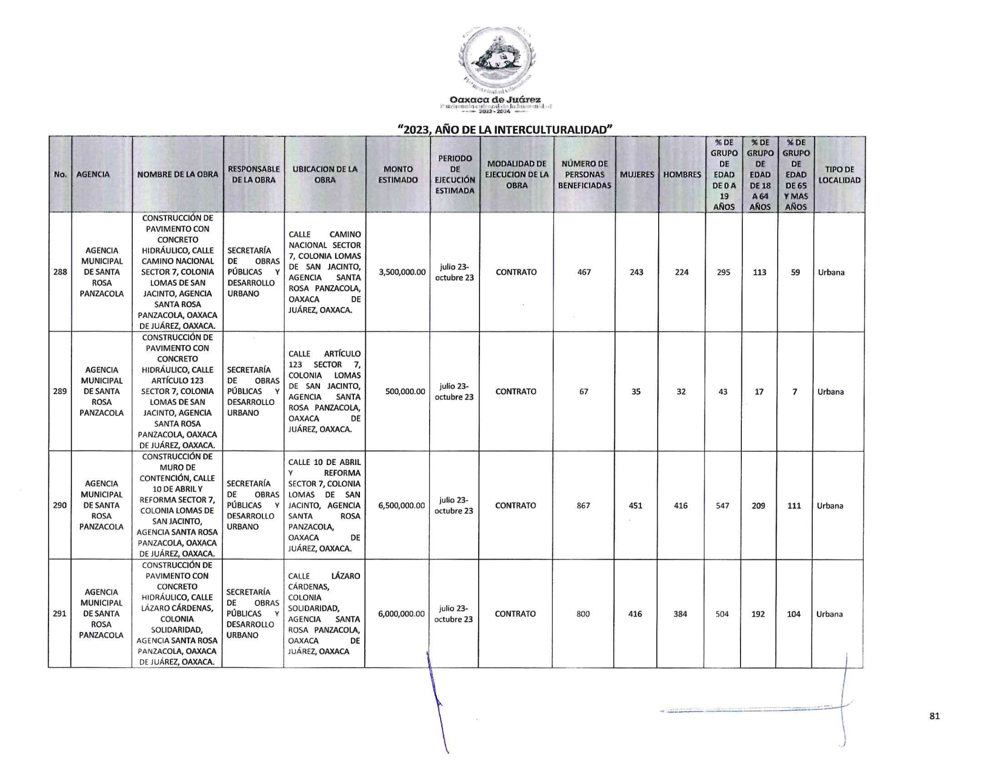 Oaxaca de Juárez
2022 - 2024
“2023, AÑO DE LA INTERCULTURALIDAD”
No.
AGENCIA
NOMBRE DE LA OBRA
RESPONSABLE
DE LA OBRA
UBICACION DE LA
OBRA
MONTO
ESTIMADO
PERIODO
DE
EJECUCIÓN
ESTIMADA
MODALIDAD DE
EJECUCION DE LA
OBRA
NÚMERO DE
PERSONAS
BENEFICIADAS
MUJERES
HOMBRES
% DE
GRUPO
DE
EDAD
DE 0 A
19
AÑOS
% DE
GRUPO
DE
EDAD
DE 18
A 64
AÑOS
% DE
GRUPO
DE
EDAD
DE 65
Y MAS
AÑOS
TIPO DE
LOCALIDAD
288
AGENCIA
MUNICIPAL
DE SANTA
ROSA
PANZACOLA
CONSTRUCCIÓN DE
PAVIMENTO CON
CONCRETO
HIDRÁULICO, CALLE
CAMINO NACIONAL
SECTOR 7, COLONIA
LOMAS DE SAN
JACINTO, AGENCIA
SANTA ROSA
PANZACOLA, OAXACA
DE JUÁREZ, OAXACA.
SECRETARÍA
DE OBRAS
PÚBLICAS Y
DESARROLLO
URBANO
CALLE CAMINO
NACIONAL SECTOR
7, COLONIA LOMAS
DE SAN JACINTO,
AGENCIA SANTA
ROSA PANZACOLA,
OAXACA DE
JUÁREZ, OAXACA.
3,500,000.00
julio 23-
octubre 23
CONTRATO
467
243
224
295
113
59
Urbana
289
AGENCIA
MUNICIPAL
DE SANTA
ROSA
PANZACOLA
CONSTRUCCIÓN DE
PAVIMENTO CON
CONCRETO
HIDRÁULICO, CALLE
ARTÍCULO 123
SECTOR 7, COLONIA
LOMAS DE SAN
JACINTO, AGENCIA
SANTA ROSA
PANZACOLA, OAXACA
DE JUÁREZ, OAXACA.
SECRETARÍA
DE OBRAS
PÚBLICAS Y
DESARROLLO
URBANO
CALLE ARTÍCULO
123 SECTOR 7,
COLONIA LOMAS
DE SAN JACINTO,
AGENCIA SANTA
ROSA PANZACOLA,
OAXACA DE
JUÁREZ, OAXACA.
500,000.00
julio 23-
octubre 23
CONTRATO
67
35
32
43
17
7
Urbana
290
AGENCIA
MUNICIPAL
DE SANTA
ROSA
PANZACOLA
CONSTRUCCIÓN DE
MURO DE
CONTENCIÓN, CALLE
10 DE ABRIL Y
REFORMA SECTOR 7,
COLONIA LOMAS DE
SAN JACINTO,
AGENCIA SANTA ROSA
PANZACOLA, OAXACA
DE JUÁREZ, OAXACA.
SECRETARÍA
DE OBRAS
PÚBLICAS Y
DESARROLLO
URBANO
CALLE 10 DE ABRIL
Y REFORMA
SECTOR 7, COLONIA
LOMAS DE SAN
JACINTO, AGENCIA
SANTA ROSA
PANZACOLA,
OAXACA DE
JUÁREZ, OAXACA.
6,500,000.00
julio 23-
octubre 23
CONTRATO
867
451
416
547
209
111
Urbana
291
AGENCIA
MUNICIPAL
DE SANTA
ROSA
PANZACOLA
CONSTRUCCIÓN DE
PAVIMENTO CON
CONCRETO
HIDRÁULICO, CALLE
LÁZARO CÁRDENAS,
COLONIA
SOLIDARIDAD,
AGENCIA SANTA ROSA
PANZACOLA, OAXACA
DE JUÁREZ, OAXACA.
SECRETARÍA
DE OBRAS
PÚBLICAS Y
DESARROLLO
URBANO
CALLE LÁZARO
CÁRDENAS,
COLONIA
SOLIDARIDAD,
AGENCIA SANTA
ROSA PANZACOLA,
OAXACA DE
JUÁREZ, OAXACA
6,000,000.00
julio 23-
octubre 23
CONTRATO
800
416
384
504
192
104
Urbana
81